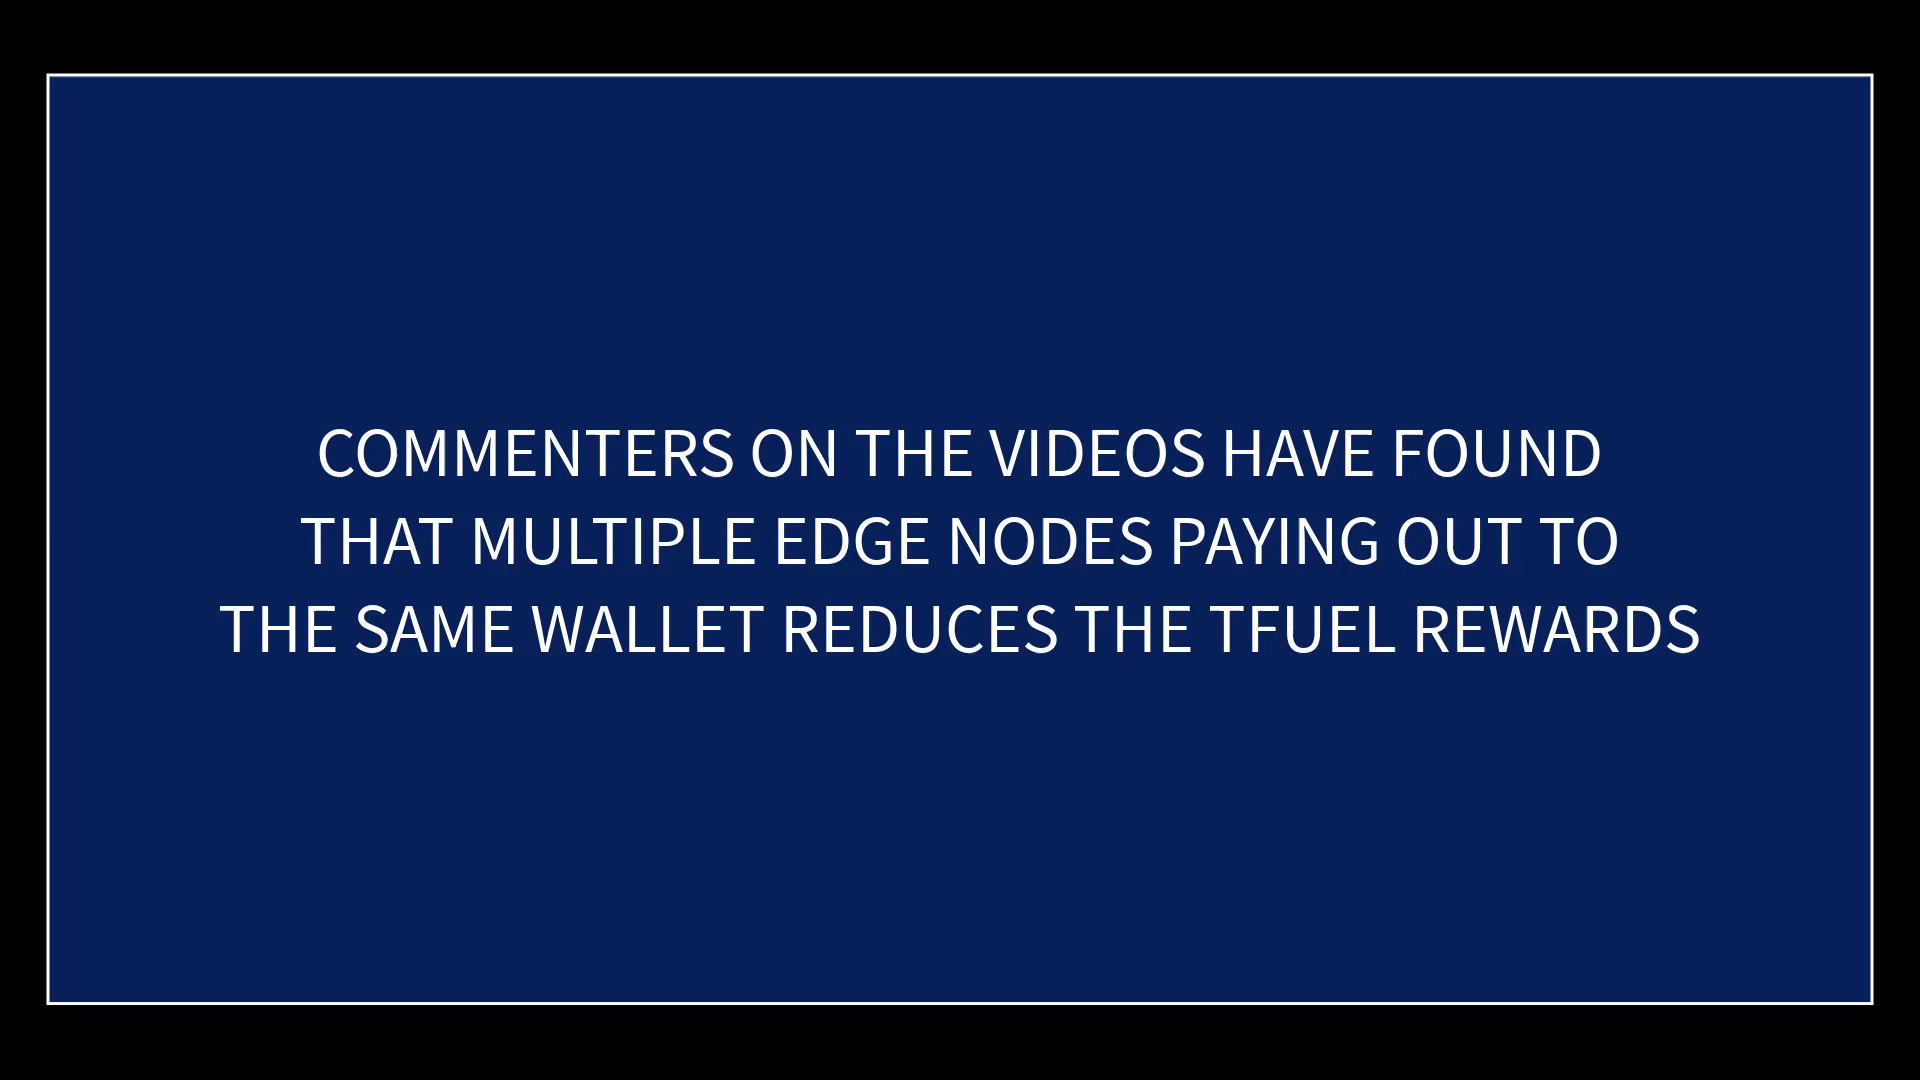 COMMENTERS ON THE VIDEOS HAVE FOUND
THAT MULTIPLE EDGE NODES PAYING OUT TO
THE SAME WALLET REDUCES THE TFUEL REWARDS